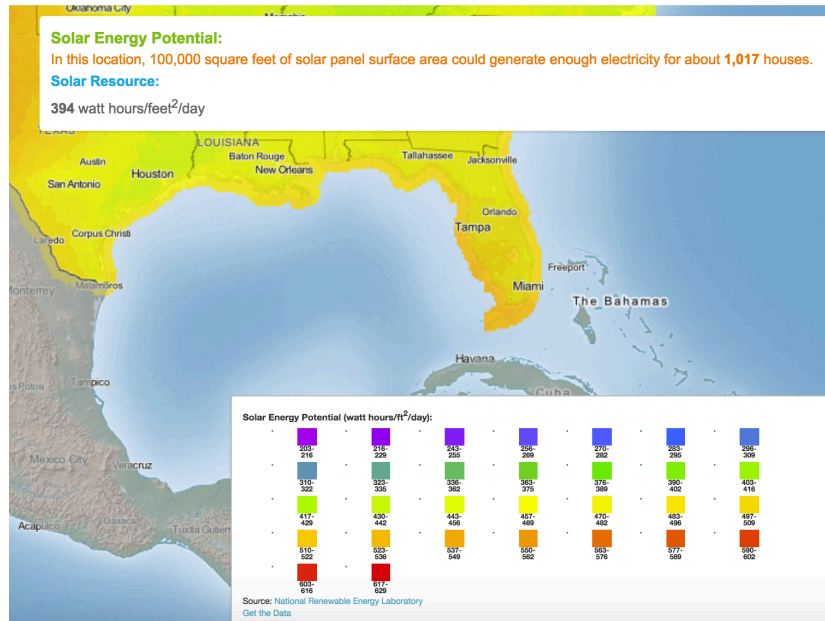 Oklahoma City
Memphis
Solar Energy Potential:
In this location, 100,000 square feet of solar panel surface area could generate enough electricity for about 1,017 houses.
Solar Resource:
394 watt hours/feet2/day
TEXAS
LOUISIANA
Austin
Baton Rouge
Tallahassee
Jacksonville
Houston
New Orleans
San Antonio
Orlando
Tampa
Corpus Christi
Laredo
Freeport
Monterrey
Matamoros
Miami
The Bahamas
Havana
is Potosí
Tampico
Cuba
Solar Energy Potential (watt hours/ft2/day):
203-216 216-229 243-255 256-269 270-282 283-295 296-309
310-322 323-335 336-362 363-375 376-389 390-402 403-416
417-429 430-442 443-456 457-469 470-482 483-496 497-509
510-522 523-536 537-549 550-562 563-576 577-589 590-602
603-616 617-629
Mexico City
Veracruz
Acapulco
Oaxaca
Tuxtla Gutierr
Source: National Renewable Energy Laboratory
Get the Data